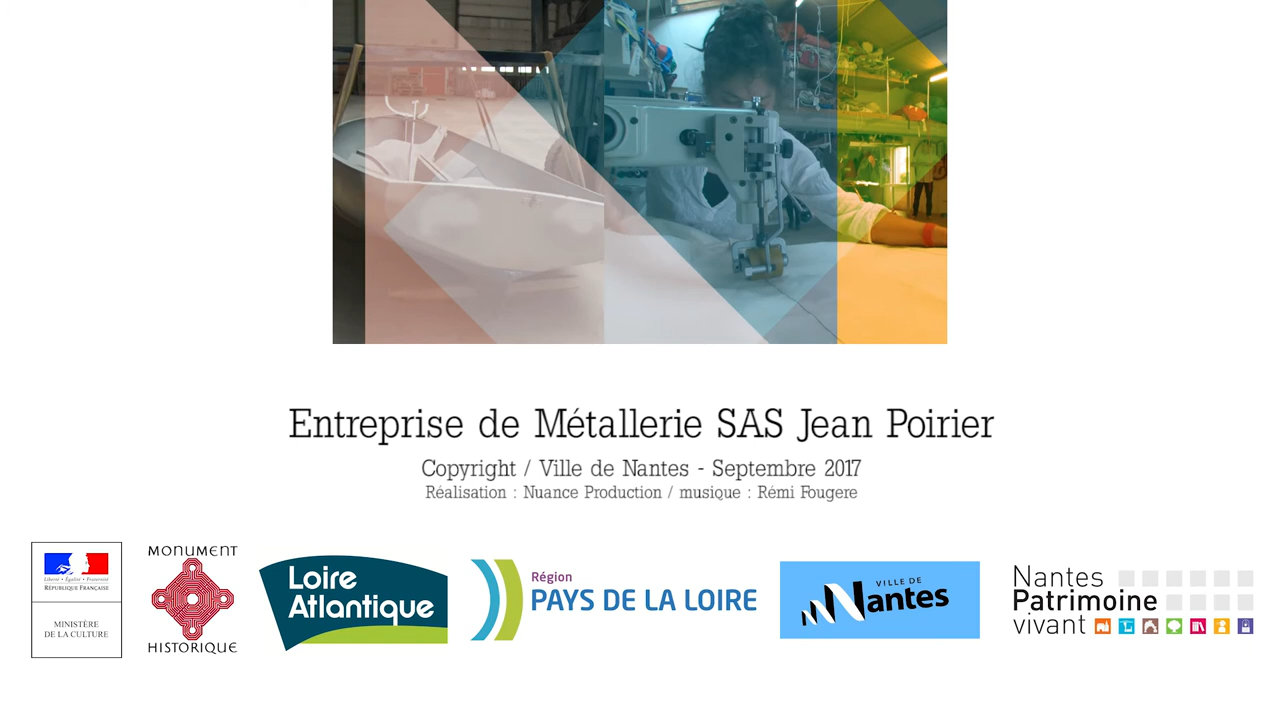 Entreprise de Métallerie SAS Jean Poirier
Copyright / Ville de Nantes - Septembre 2017
Réalisation : Nuance Production / musique : Rémi Fougere
Liberté • Égalité • Fraternité
RÉPUBLIQUE FRANÇAISE
MINISTÈRE
DE LA CULTURE
MONUMENT
HISTORIQUE
Loire
Atlantique
Région
PAYS DE LA LOIRE
VILLE DE
Nantes
Nantes
Patrimoine
vivant